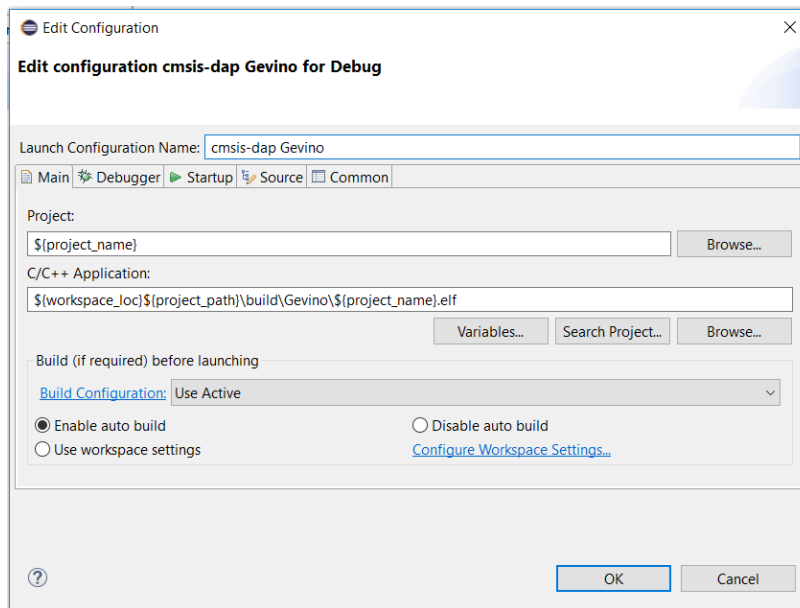 Edit Configuration
Edit configuration cmsis-dap Gevino for Debug
Launch Configuration Name: cmsis-dap Gevino
Main Debugger Startup Source Common
Project:
${project_name}
Browse...
C/C++ Application:
${workspace_loc}${project_path}\build\Gevino\${project_name}.elf
Variables... Search Project... Browse...
Build (if required) before launching
Build Configuration: Use Active
Enable auto build Disable auto build
Use workspace settings Configure Workspace Settings...
? OK Cancel